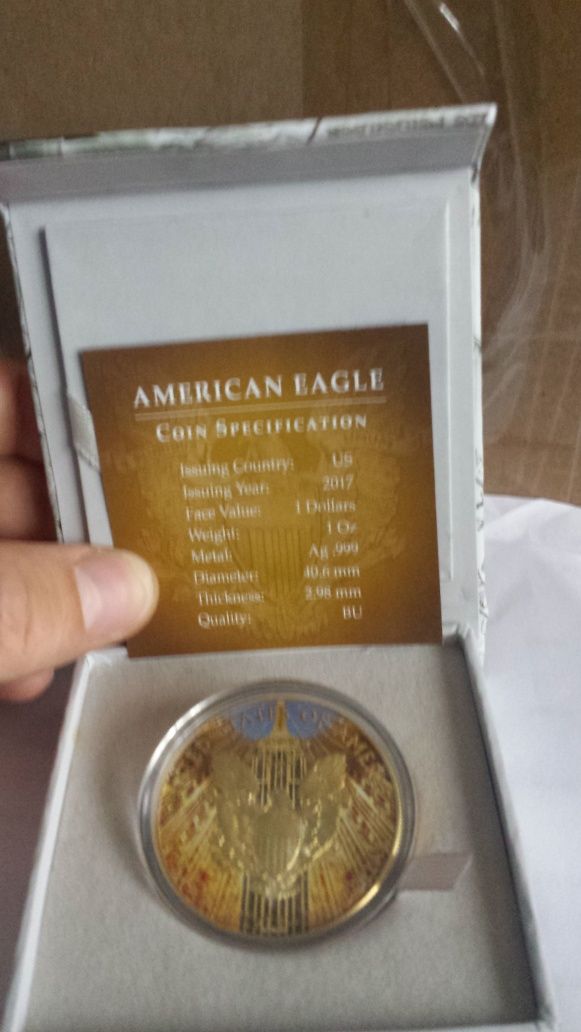 AMERICAN EAGLE
COIN SPECIFICATION
Issuing Country: US
Issuing Year: 2017
Face Value: 1 Dollars
Weight: 1 Oz
Metal: Ag .999
Diameter: 40.6 mm
Thickness: 2.98 mm
Quality: BU